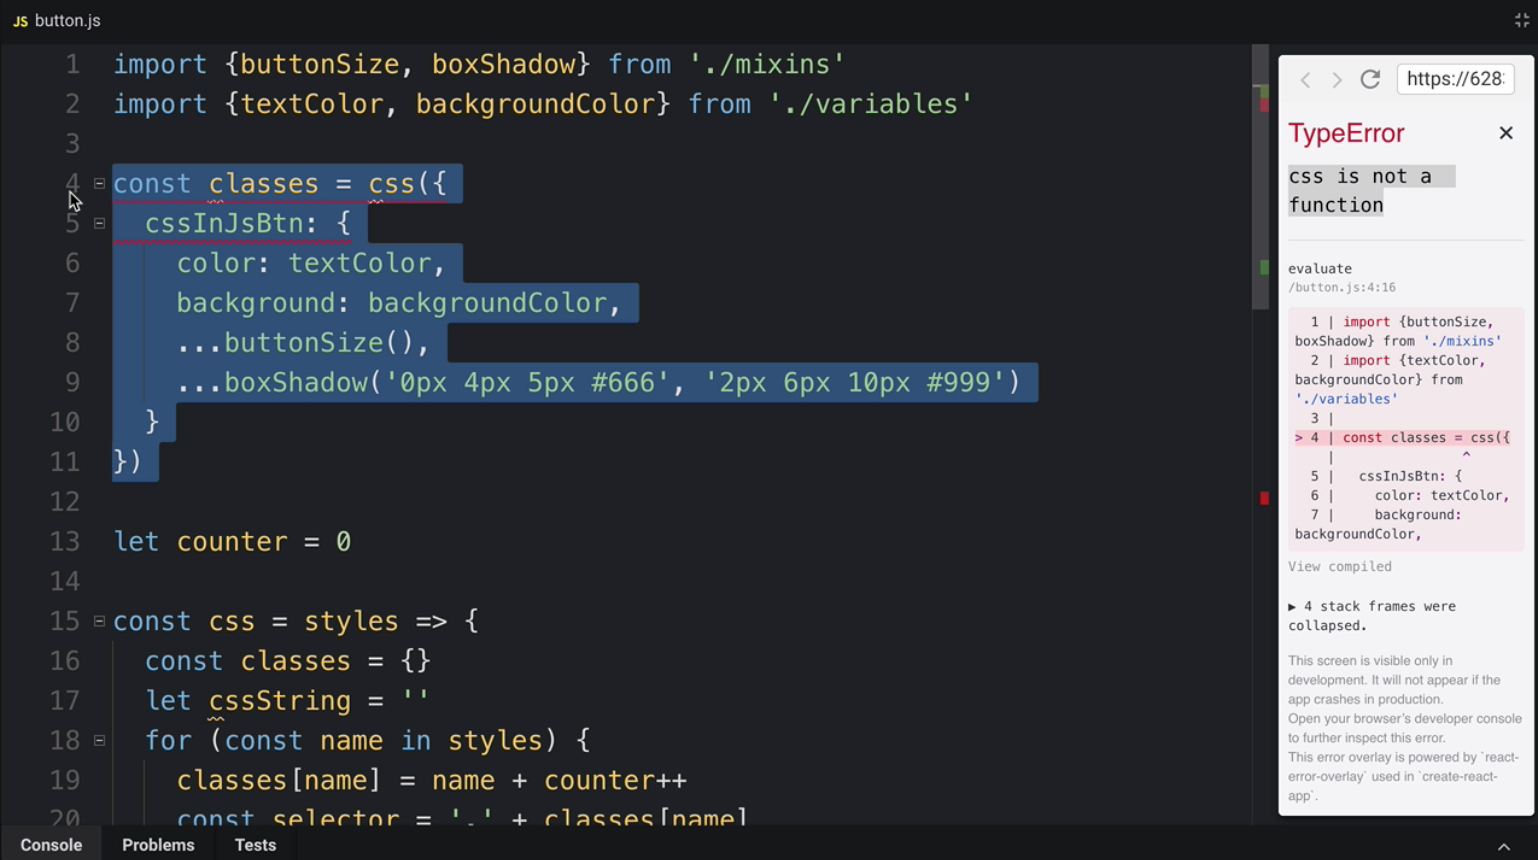 JS button.js
1 import {buttonSize, boxShadow} from './mixins'
2 import {textColor, backgroundColor} from './variables'
3
4 const classes = css({
5   cssInJsBtn: {
6     color: textColor,
7     background: backgroundColor,
8     ...buttonSize(),
9     ...boxShadow('0px 4px 5px #666', '2px 6px 10px #999')
10   }
11 })
12
13 let counter = 0
14
15 const css = styles => {
16   const classes = {}
17   let cssString = ''
18   for (const name in styles) {
19     classes[name] = name + counter++
20     const selector = '.' + classes[name]
Console Problems Tests
https://628
TypeError
css is not a
function
evaluate
/button.js:4:16
1 | import {buttonSize,
boxShadow} from './mixins'
2 | import {textColor,
backgroundColor} from
'./variables'
3 |
> 4 | const classes = css({
| ^
5 |   cssInJsBtn: {
6 |     color: textColor,
7 |     background:
backgroundColor,
View compiled
▶ 4 stack frames were
collapsed.
This screen is visible only in
development. It will not appear if the
app crashes in production.
Open your browser’s developer console
to further inspect this error.
This error overlay is powered by `react-
error-overlay` used in `create-react-
app`.